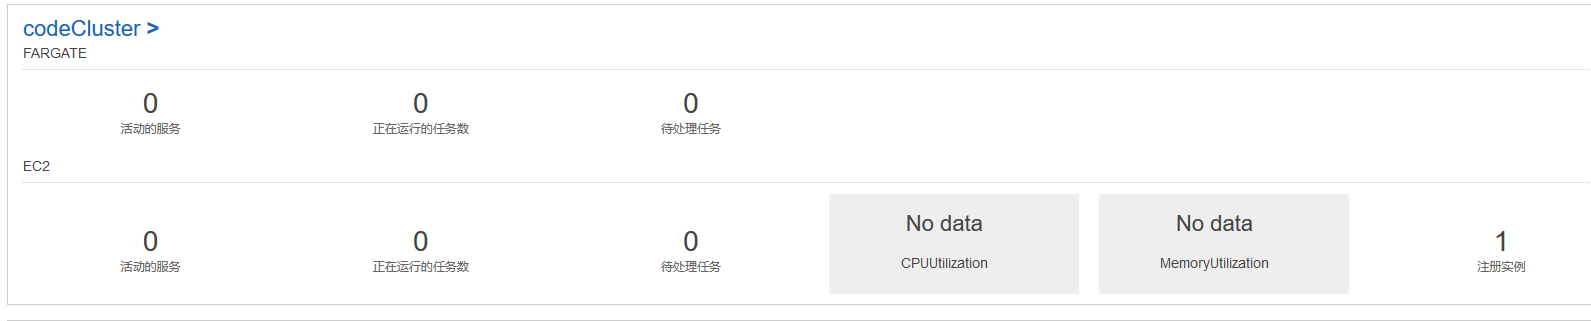 codeCluster >
FARGATE
0 0 0
活动的服务 正在运行的任务数 待处理任务
EC2
0 0 0 No data No data 1
活动的服务 正在运行的任务数 待处理任务 CPUUtilization MemoryUtilization 注册实例